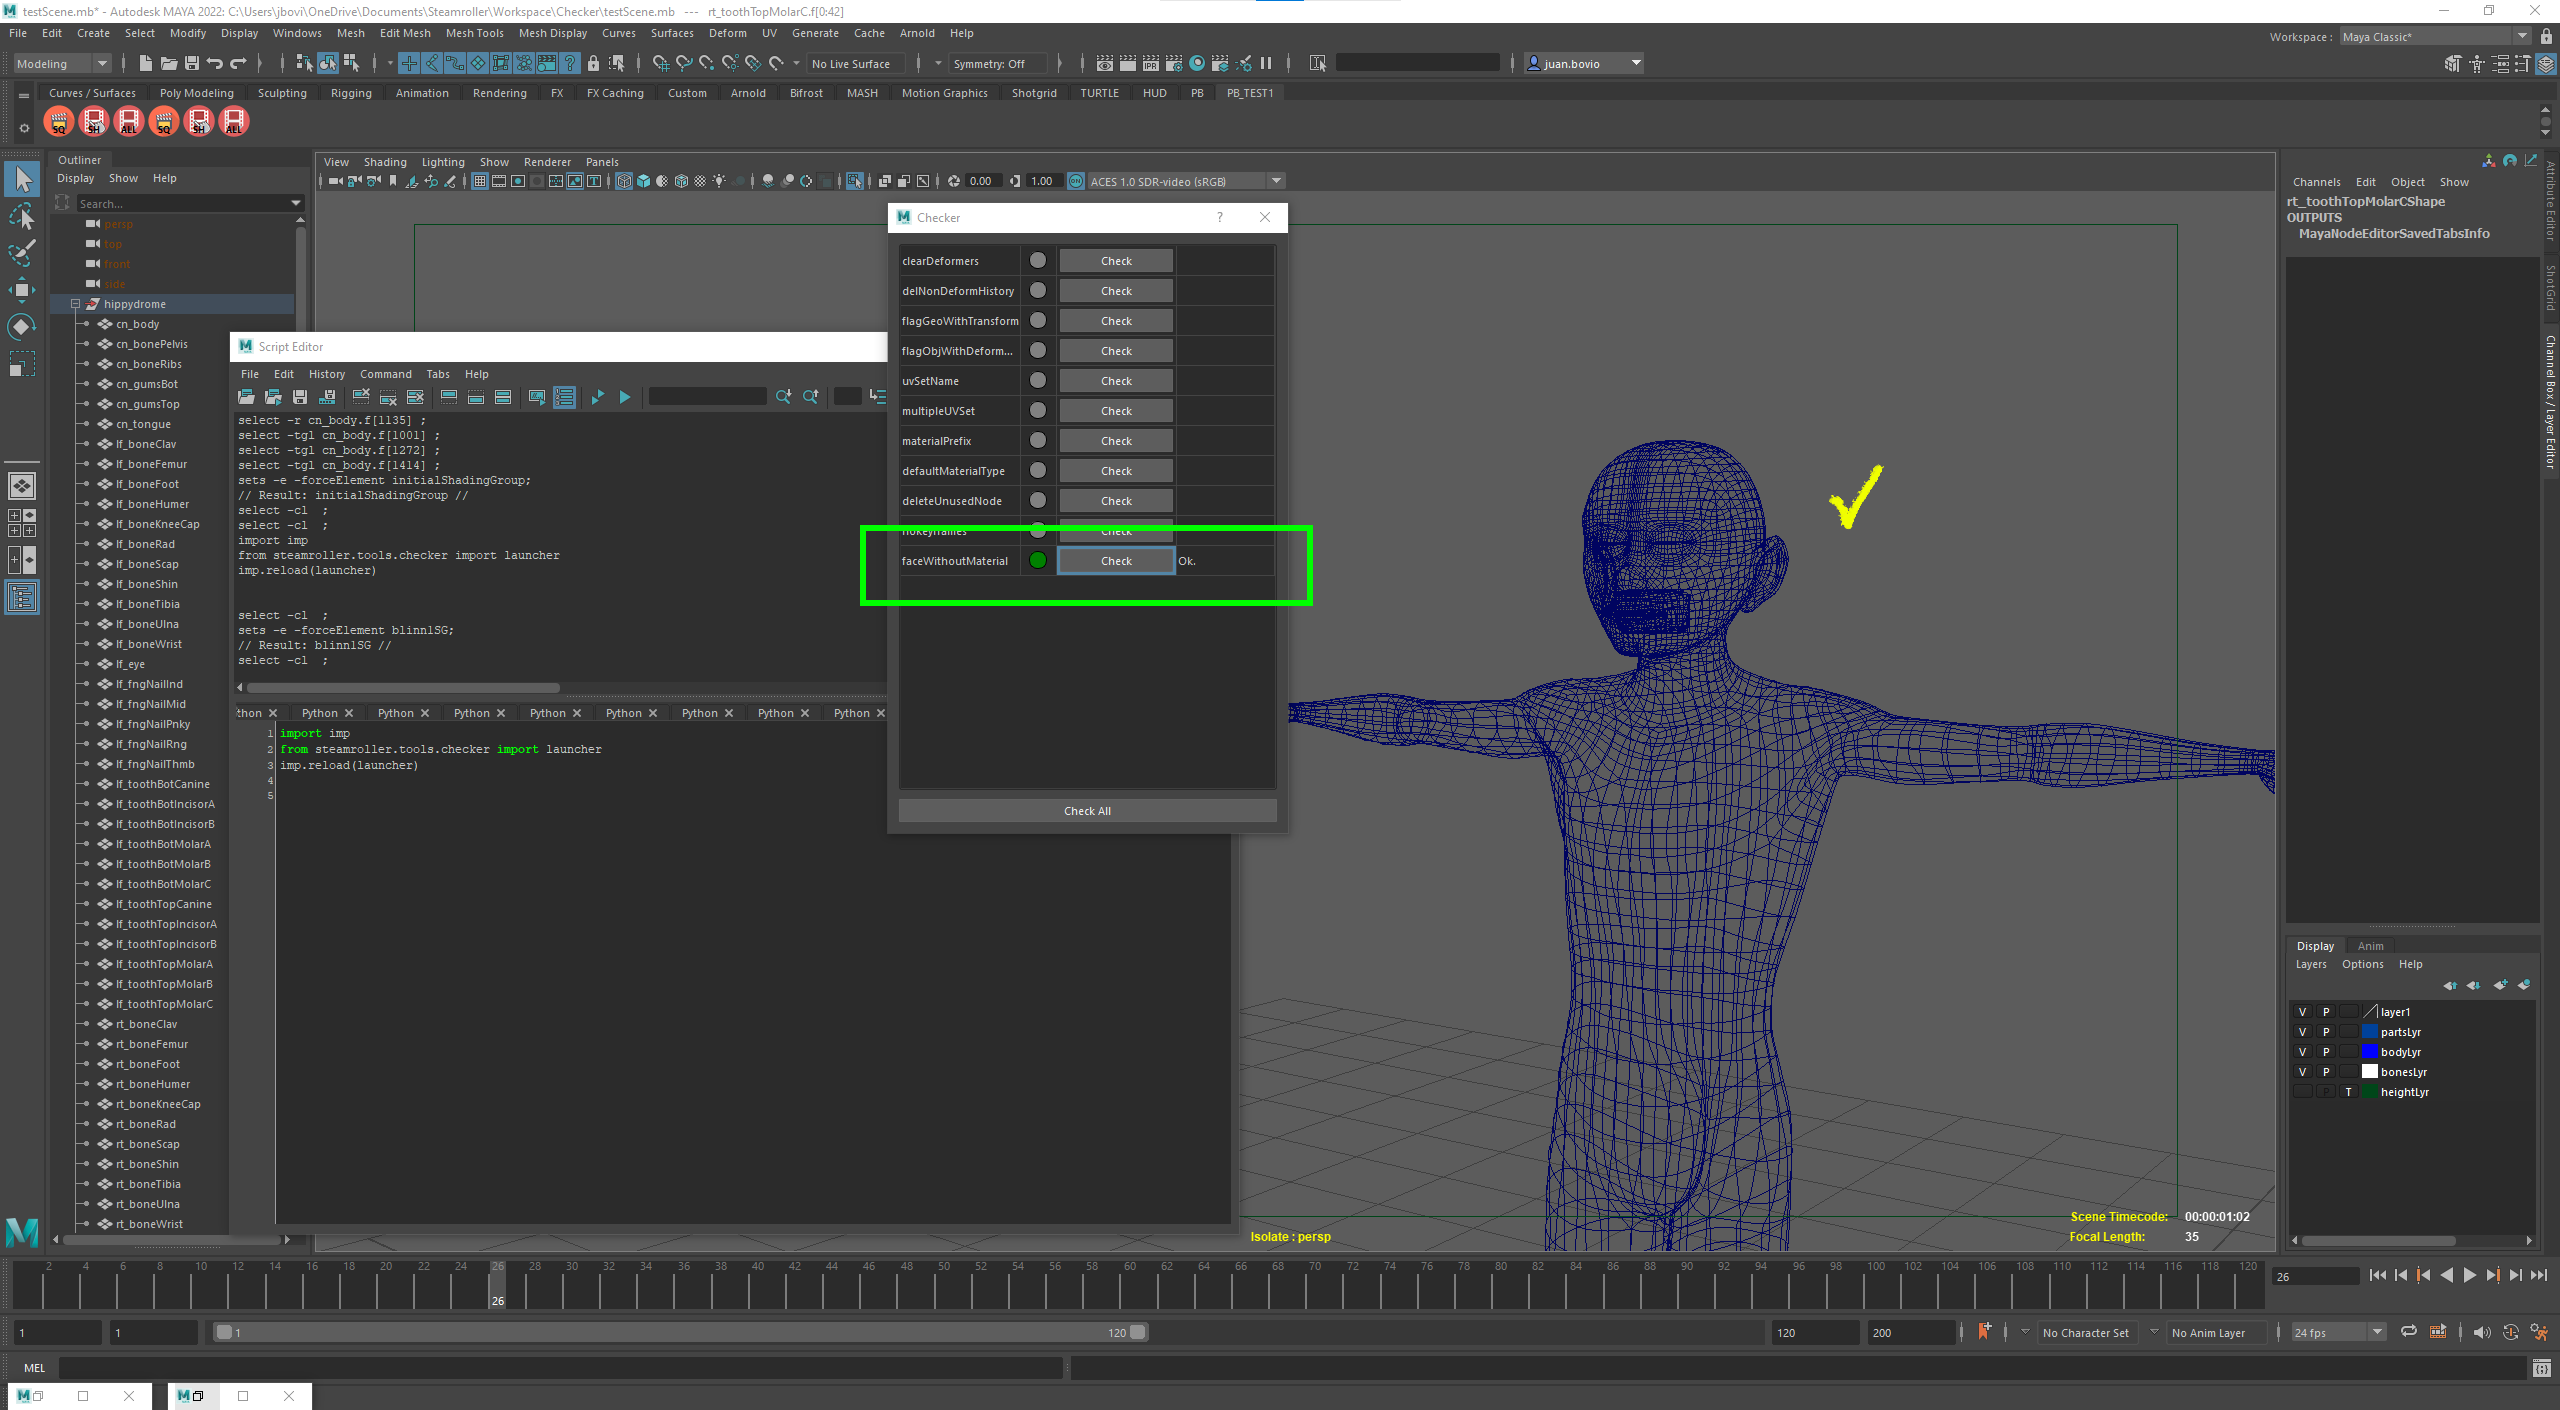 testScene.mb* - Autodesk MAYA 2022: C:\Users\jbovi\OneDrive\Documents\Steamroller\Workspace\Checker\testScene.mb   ---   rt_toothTopMolarC.f[0:42]
File Edit Create Select Modify Display Windows Mesh Edit Mesh Mesh Tools Mesh Display Curves Surfaces Deform UV Generate Cache Arnold Help
Workspace : Maya Classic*
Modeling No Live Surface Symmetry: Off juan.bovio
Curves / Surfaces Poly Modeling Sculpting Rigging Animation Rendering FX FX Caching Custom Arnold Bifrost MASH Motion Graphics Shotgrid TURTLE HUD PB PB_TEST1
SQ SH ALL SQ SH ALL
Outliner
Display Show Help
Search...
persp
top
front
side
hippydrome
cn_body
cn_bonePelvis
cn_boneRibs
cn_gumsBot
cn_gumsTop
cn_tongue
lf_boneClav
lf_boneFemur
lf_boneFoot
lf_boneHumer
lf_boneKneeCap
lf_boneRad
lf_boneScap
lf_boneShin
lf_boneTibia
lf_boneUlna
lf_boneWrist
lf_eye
lf_fngNailInd
lf_fngNailMid
lf_fngNailPnky
lf_fngNailRng
lf_fngNailThmb
lf_toothBotCanine
lf_toothBotIncisorA
lf_toothBotIncisorB
lf_toothBotMolarA
lf_toothBotMolarB
lf_toothBotMolarC
lf_toothTopCanine
lf_toothTopIncisorA
lf_toothTopIncisorB
lf_toothTopMolarA
lf_toothTopMolarB
lf_toothTopMolarC
rt_boneClav
rt_boneFemur
rt_boneFoot
rt_boneHumer
rt_boneKneeCap
rt_boneRad
rt_boneScap
rt_boneShin
rt_boneTibia
rt_boneUlna
rt_boneWrist
View Shading Lighting Show Renderer Panels
0.00 1.00 ACES 1.0 SDR-video (sRGB)
Script Editor
File Edit History Command Tabs Help
select -r cn_body.f[1135] ;
select -tgl cn_body.f[1001] ;
select -tgl cn_body.f[1272] ;
select -tgl cn_body.f[1414] ;
sets -e -forceElement initialShadingGroup;
// Result: initialShadingGroup //
select -cl  ;
select -cl  ;
import imp
from steamroller.tools.checker import launcher
imp.reload(launcher)
select -cl  ;
sets -e -forceElement blinn1SG;
// Result: blinn1SG //
select -cl  ;
thon Python Python Python Python Python Python Python Python
1 import imp
2 from steamroller.tools.checker import launcher
3 imp.reload(launcher)
4
5
Checker ?
clearDeformers Check
delNonDeformHistory Check
flagGeoWithTransform Check
flagObjWithDeform... Check
uvSetName Check
multipleUVSet Check
materialPrefix Check
defaultMaterialType Check
deleteUnusedNode Check
noKeyframes Check
faceWithoutMaterial Check Ok.
Check All
Isolate : persp
Scene Timecode: 00:00:01:02
Focal Length: 35
Channels Edit Object Show
rt_toothTopMolarCShape
OUTPUTS
MayaNodeEditorSavedTabsInfo
Attribute Editor
ShotGrid
Channel Box / Layer Editor
Display Anim
Layers Options Help
V P layer1
V P partsLyr
V P bodyLyr
V P bonesLyr
P T heightLyr
2 4 6 8 10 12 14 16 18 20 22 24 26 28 30 32 34 36 38 40 42 44 46 48 50 52 54 56 58 60 62 64 66 68 70 72 74 76 78 80 82 84 86 88 90 92 94 96 98 100 102 104 106 108 110 112 114 116 118 120
26
26
1 1 1 120 120 200 No Character Set No Anim Layer 24 fps
MEL